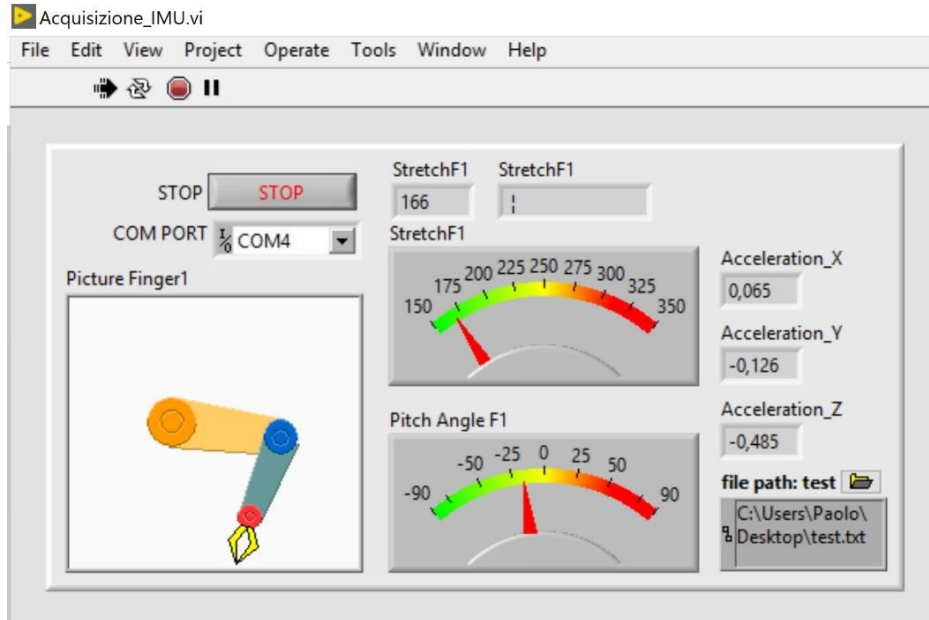 Acquisizione_IMU.vi
File Edit View Project Operate Tools Window Help
STOP STOP
COM PORT I/O COM4
Picture Finger1
StretchF1 StretchF1
166 ¦
StretchF1
150 175 200 225 250 275 300 325 350
Pitch Angle F1
-90 -50 -25 0 25 50 90
Acceleration_X
0,065
Acceleration_Y
-0,126
Acceleration_Z
-0,485
file path: test
C:\Users\Paolo\
Desktop\test.txt